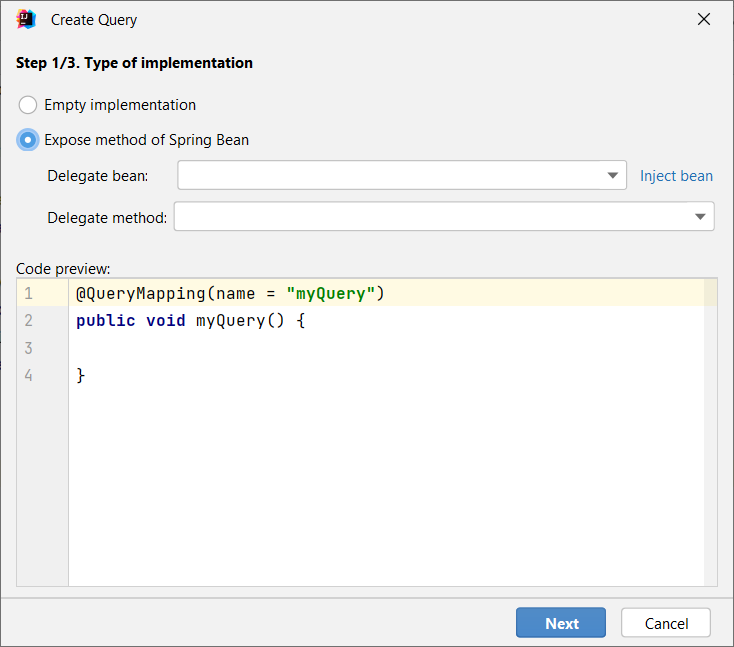 Create Query
Step 1/3. Type of implementation
Empty implementation
Expose method of Spring Bean
Delegate bean: Inject bean
Delegate method:
Code preview:
1 @QueryMapping(name = "myQuery")
2 public void myQuery() {
3
4 }
Next Cancel